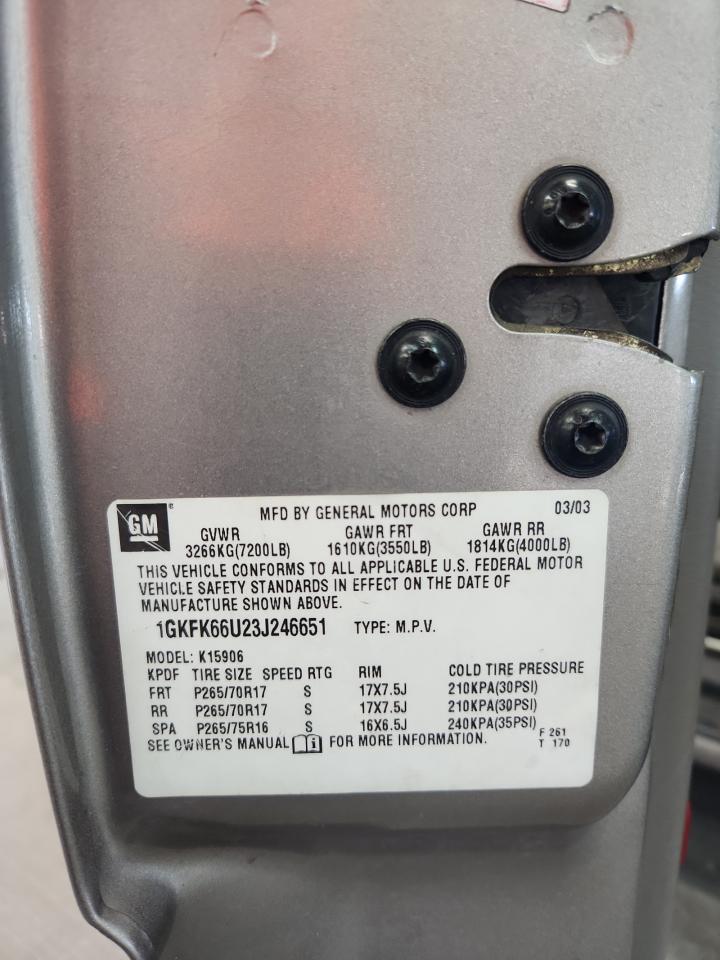 GM ® MFD BY GENERAL MOTORS CORP 03/03
GVWR GAWR FRT GAWR RR
3266KG(7200LB) 1610KG(3550LB) 1814KG(4000LB)
THIS VEHICLE CONFORMS TO ALL APPLICABLE U.S. FEDERAL MOTOR
VEHICLE SAFETY STANDARDS IN EFFECT ON THE DATE OF
MANUFACTURE SHOWN ABOVE.
1GKFK66U23J246651 TYPE: M.P.V.
MODEL: K15906
KPDF TIRE SIZE SPEED RTG RIM COLD TIRE PRESSURE
FRT P265/70R17 S 17X7.5J 210KPA(30PSI)
RR P265/70R17 S 17X7.5J 210KPA(30PSI)
SPA P265/75R16 S 16X6.5J 240KPA(35PSI)
SEE OWNER'S MANUAL i FOR MORE INFORMATION. F 261
T 170